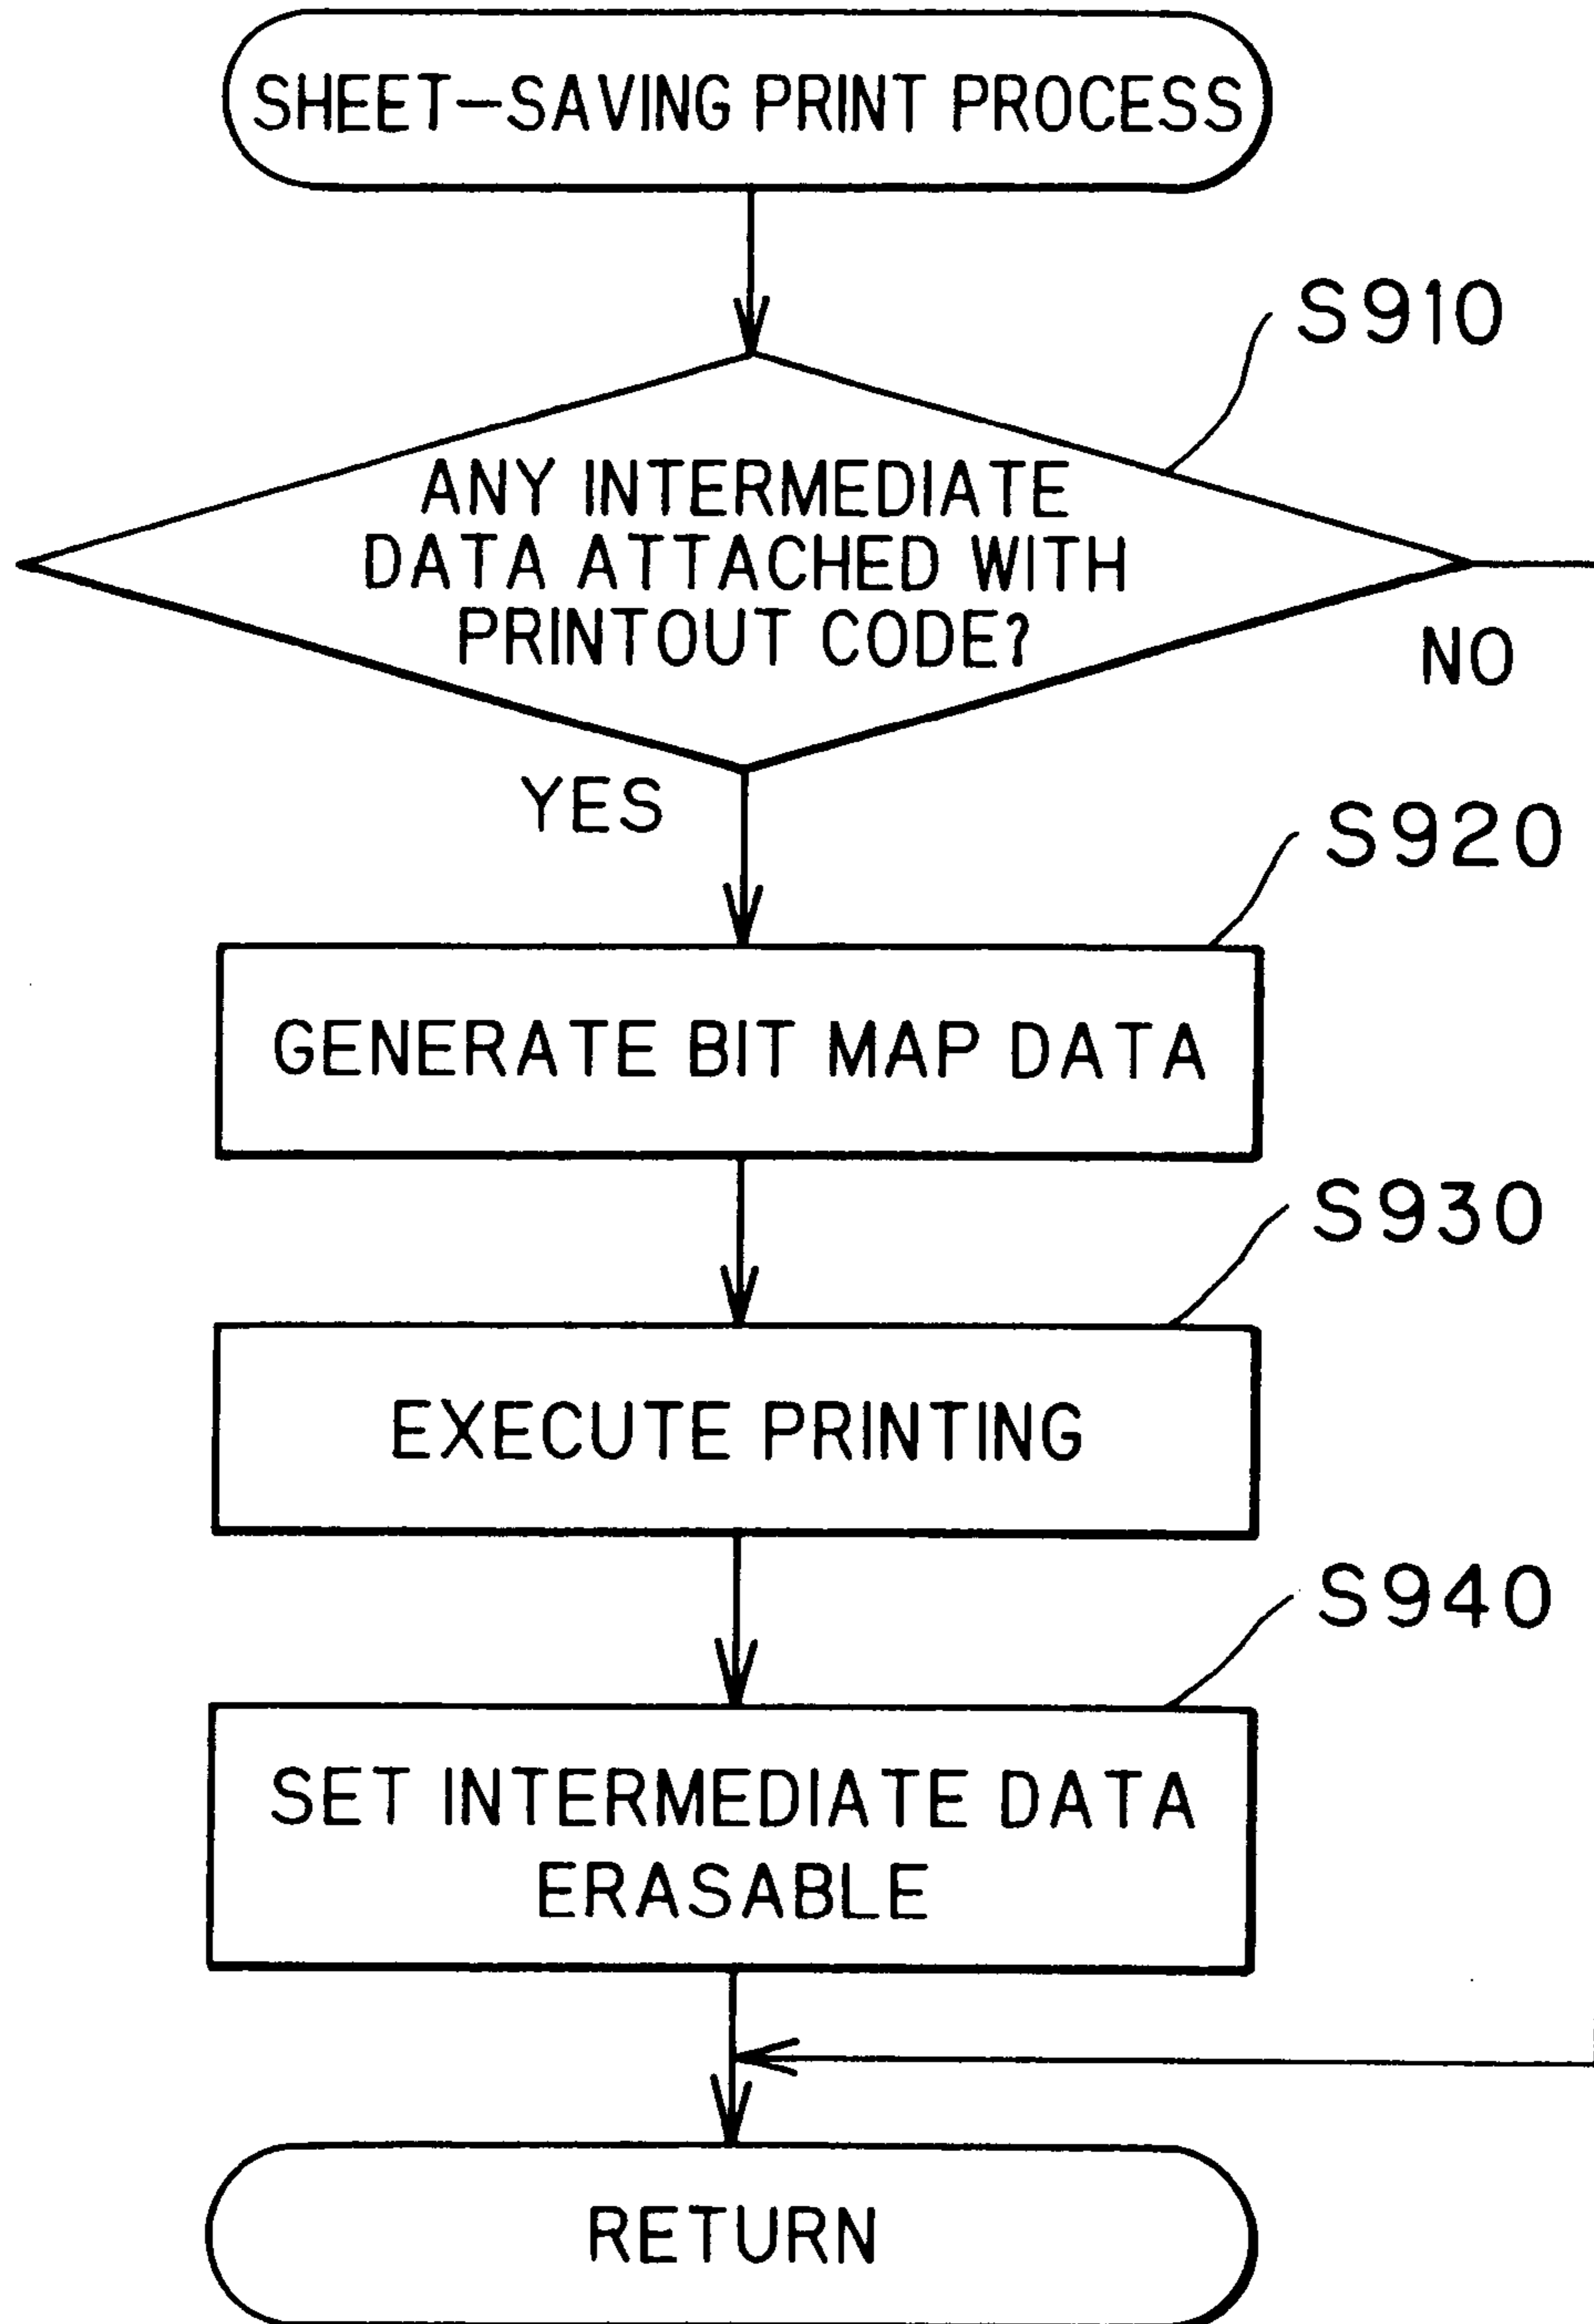 SHEET-SAVING PRINT PROCESS
S910
ANY INTERMEDIATE
DATA ATTACHED WITH
PRINTOUT CODE?
NO
YES
S920
GENERATE BIT MAP DATA
S930
EXECUTE PRINTING
S940
SET INTERMEDIATE DATA
ERASABLE
RETURN